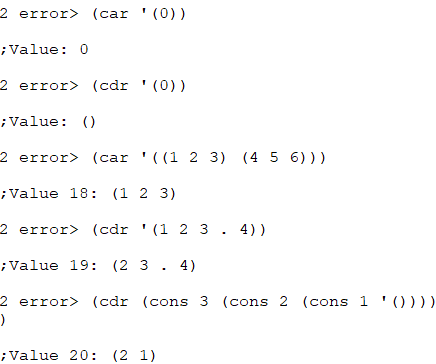 2 error> (car '(0))
;Value: 0
2 error> (cdr '(0))
;Value: ()
2 error> (car '((1 2 3) (4 5 6)))
;Value 18: (1 2 3)
2 error> (cdr '(1 2 3 . 4))
;Value 19: (2 3 . 4)
2 error> (cdr (cons 3 (cons 2 (cons 1 '()))))
)
;Value 20: (2 1)